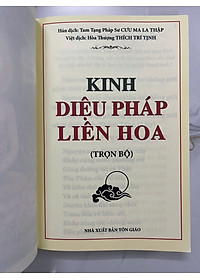 Hán dịch: Tam Tạng Pháp Sư CƯU MA LA THẬP
Việt dịch: Hòa Thượng THÍCH TRÍ TỊNH
KINH
DIỆU PHÁP
LIÊN HOA
(TRỌN BỘ)
NHÀ XUẤT BẢN TÔN GIÁO